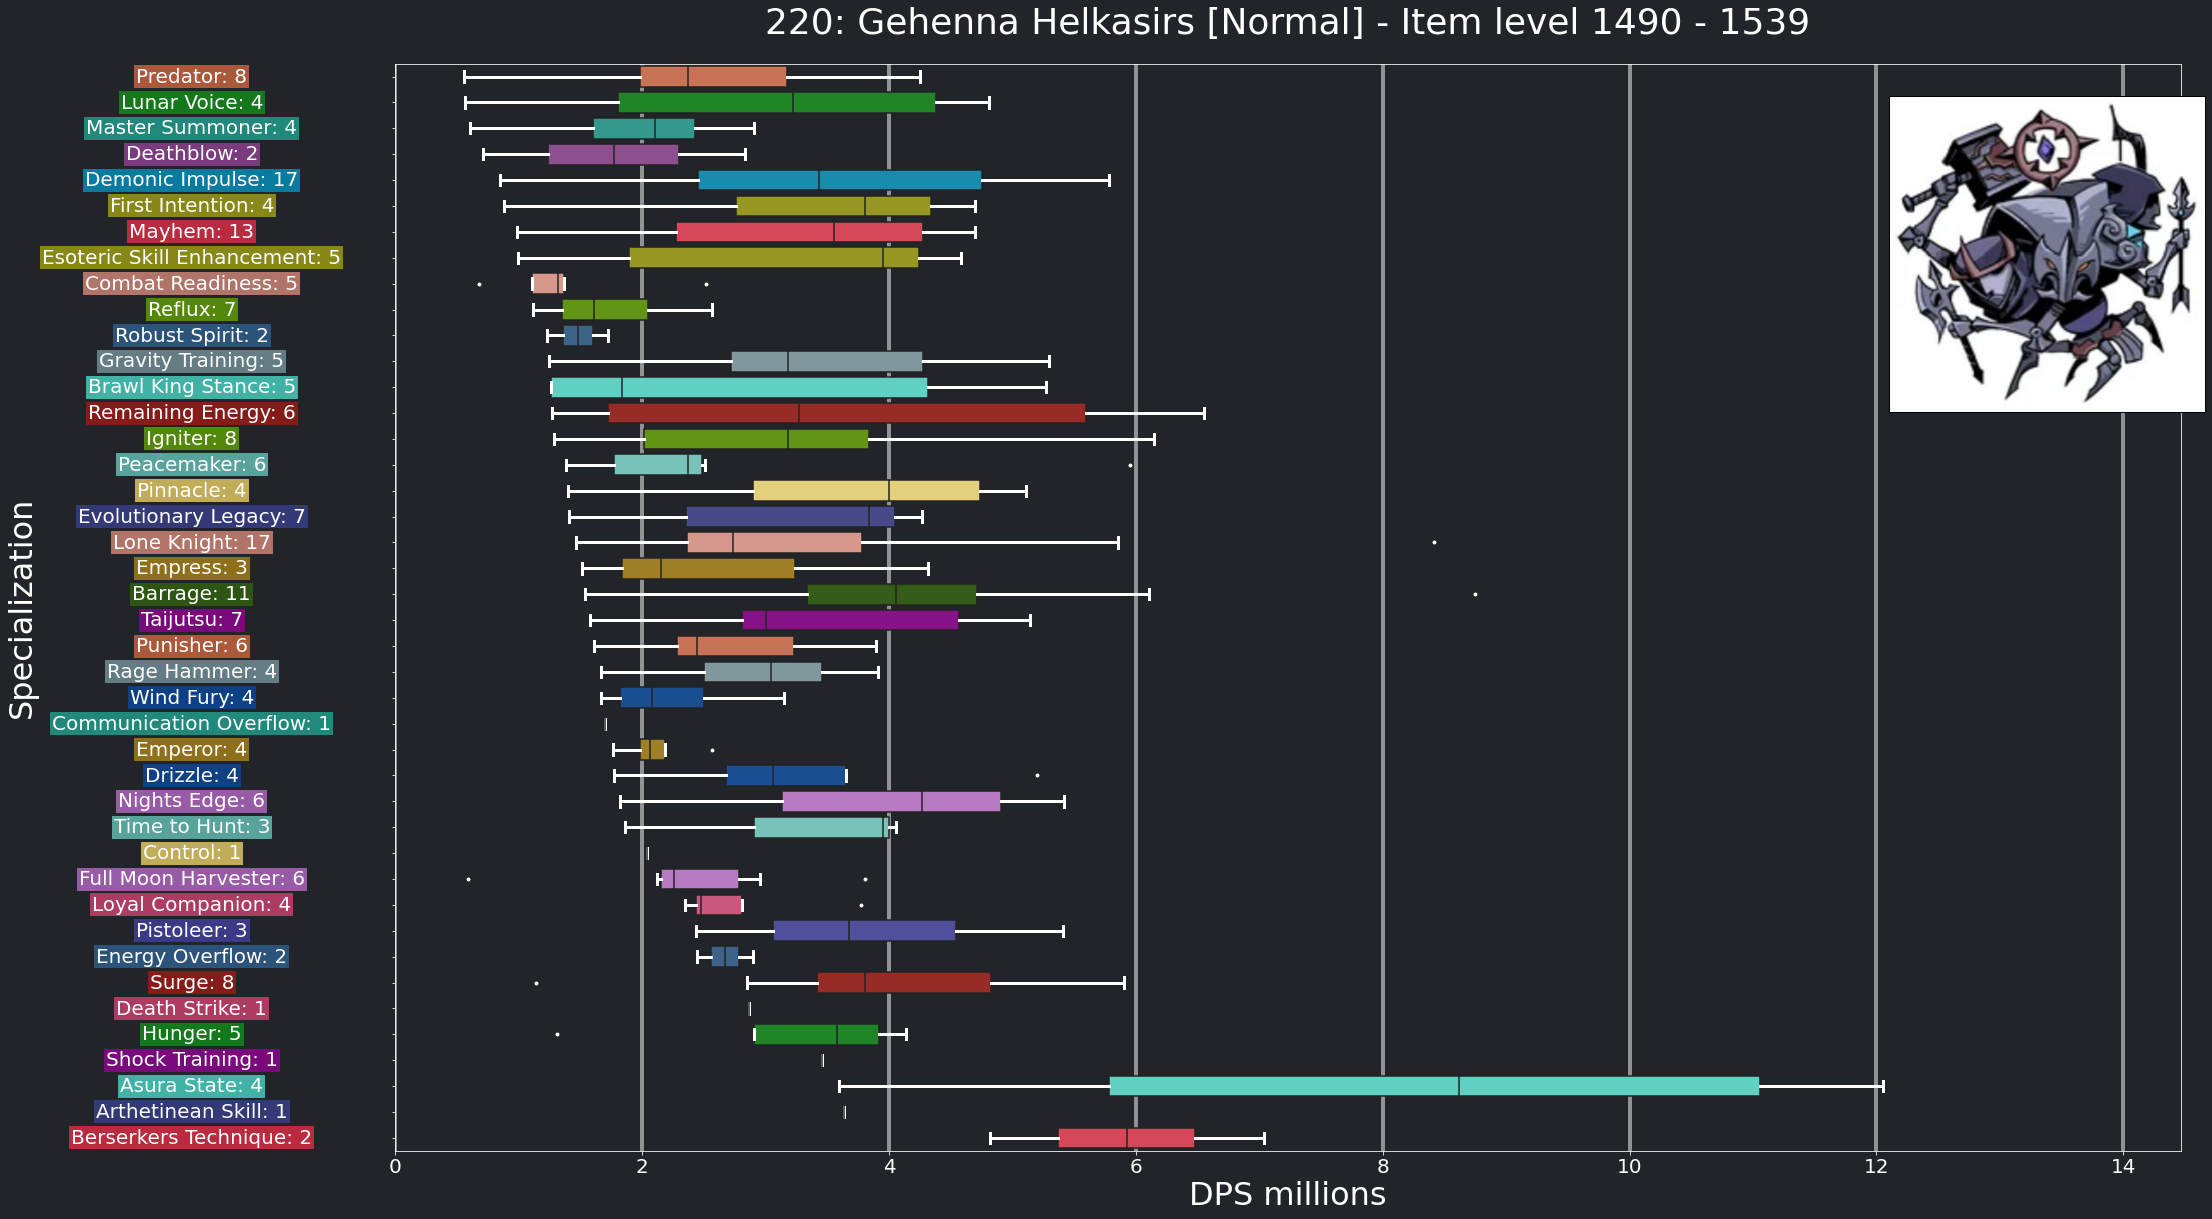 220: Gehenna Helkasirs [Normal] - Item level 1490 - 1539
Predator: 8
Lunar Voice: 4
Master Summoner: 4
Deathblow: 2
Demonic Impulse: 17
First Intention: 4
Mayhem: 13
Esoteric Skill Enhancement: 5
Combat Readiness: 5
Reflux: 7
Robust Spirit: 2
Gravity Training: 5
Brawl King Stance: 5
Remaining Energy: 6
Igniter: 8
Peacemaker: 6
Pinnacle: 4
Evolutionary Legacy: 7
Lone Knight: 17
Empress: 3
Barrage: 11
Taijutsu: 7
Punisher: 6
Rage Hammer: 4
Wind Fury: 4
Communication Overflow: 1
Emperor: 4
Drizzle: 4
Nights Edge: 6
Time to Hunt: 3
Control: 1
Full Moon Harvester: 6
Loyal Companion: 4
Pistoleer: 3
Energy Overflow: 2
Surge: 8
Death Strike: 1
Hunger: 5
Shock Training: 1
Asura State: 4
Arthetinean Skill: 1
Berserkers Technique: 2
Specialization
0 2 4 6 8 10 12 14
DPS millions